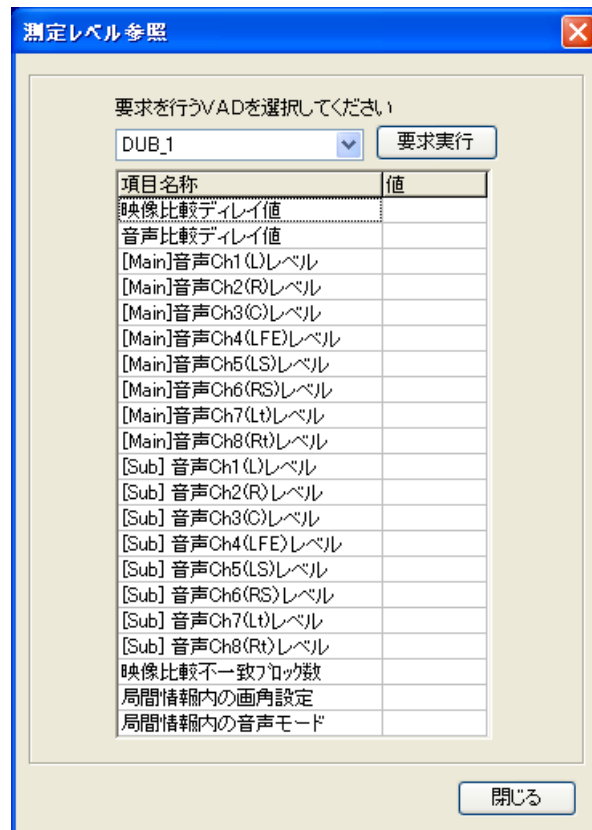 測定レベル参照
要求を行うVADを選択してください
DUB_1
要求実行
項目名称 値
映像比較ディレイ値
音声比較ディレイ値
[Main]音声Ch1(L)レベル
[Main]音声Ch2(R)レベル
[Main]音声Ch3(C)レベル
[Main]音声Ch4(LFE)レベル
[Main]音声Ch5(LS)レベル
[Main]音声Ch6(RS)レベル
[Main]音声Ch7(Lt)レベル
[Main]音声Ch8(Rt)レベル
[Sub] 音声Ch1(L)レベル
[Sub] 音声Ch2(R)レベル
[Sub] 音声Ch3(C)レベル
[Sub] 音声Ch4(LFE)レベル
[Sub] 音声Ch5(LS)レベル
[Sub] 音声Ch6(RS)レベル
[Sub] 音声Ch7(Lt)レベル
[Sub] 音声Ch8(Rt)レベル
映像比較不一致ブロック数
局間情報内の画角設定
局間情報内の音声モード
閉じる